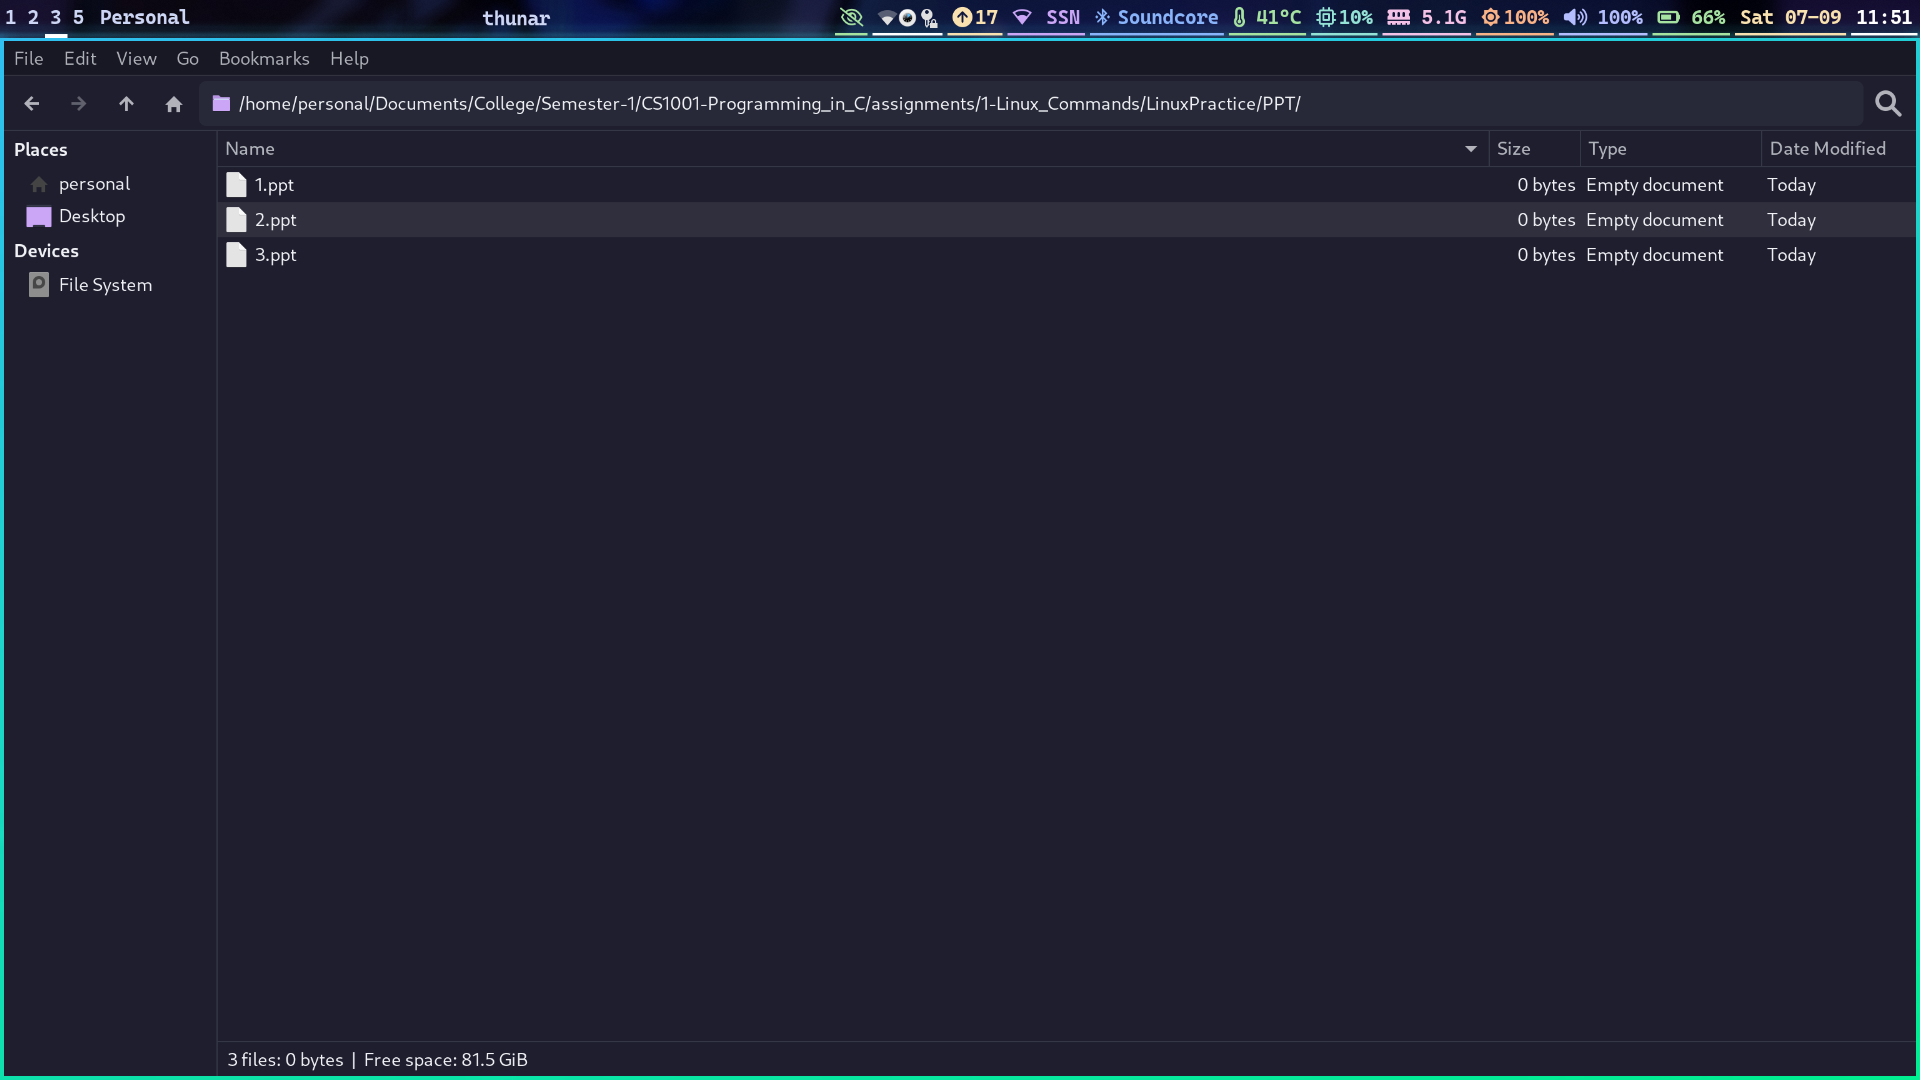 1 2 3 5 Personal thunar 17 SSN Soundcore 41°C 10% 5.1G 100% 100% 66% Sat 07-09 11:51
File Edit View Go Bookmarks Help
/home/personal/Documents/College/Semester-1/CS1001-Programming_in_C/assignments/1-Linux_Commands/LinuxPractice/PPT/
Places
personal
Desktop
Devices
File System
Name Size Type Date Modified
1.ppt 0 bytes Empty document Today
2.ppt 0 bytes Empty document Today
3.ppt 0 bytes Empty document Today
3 files: 0 bytes | Free space: 81.5 GiB